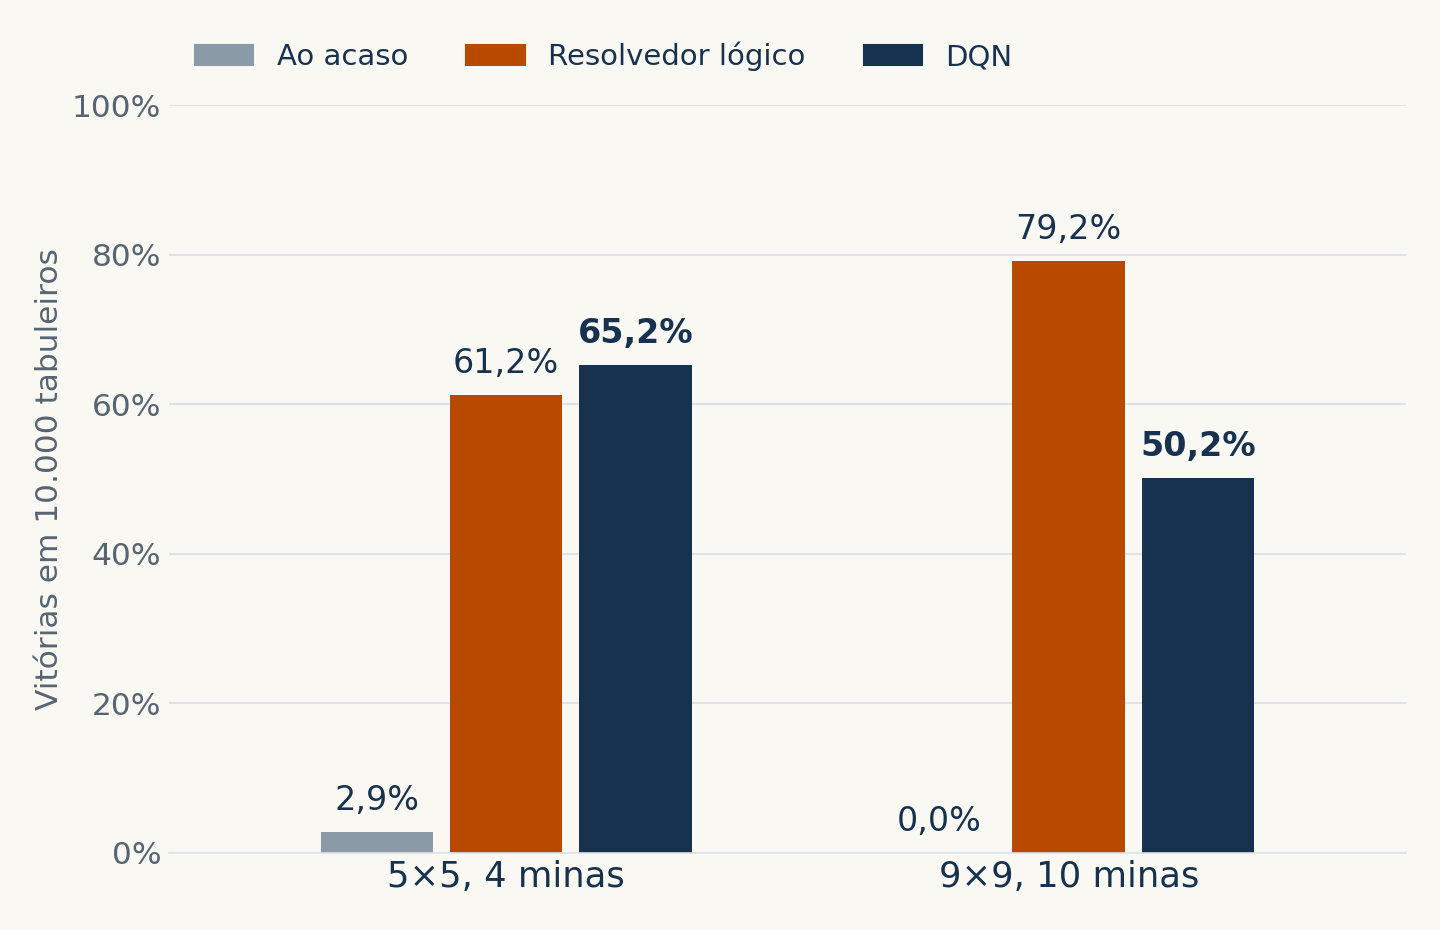 Ao acaso
Resolvedor lógico
DQN
Vitórias em 10.000 tabuleiros
100%
80%
60%
40%
20%
0%
2,9%
61,2%
65,2%
0,0%
79,2%
50,2%
5×5, 4 minas
9×9, 10 minas